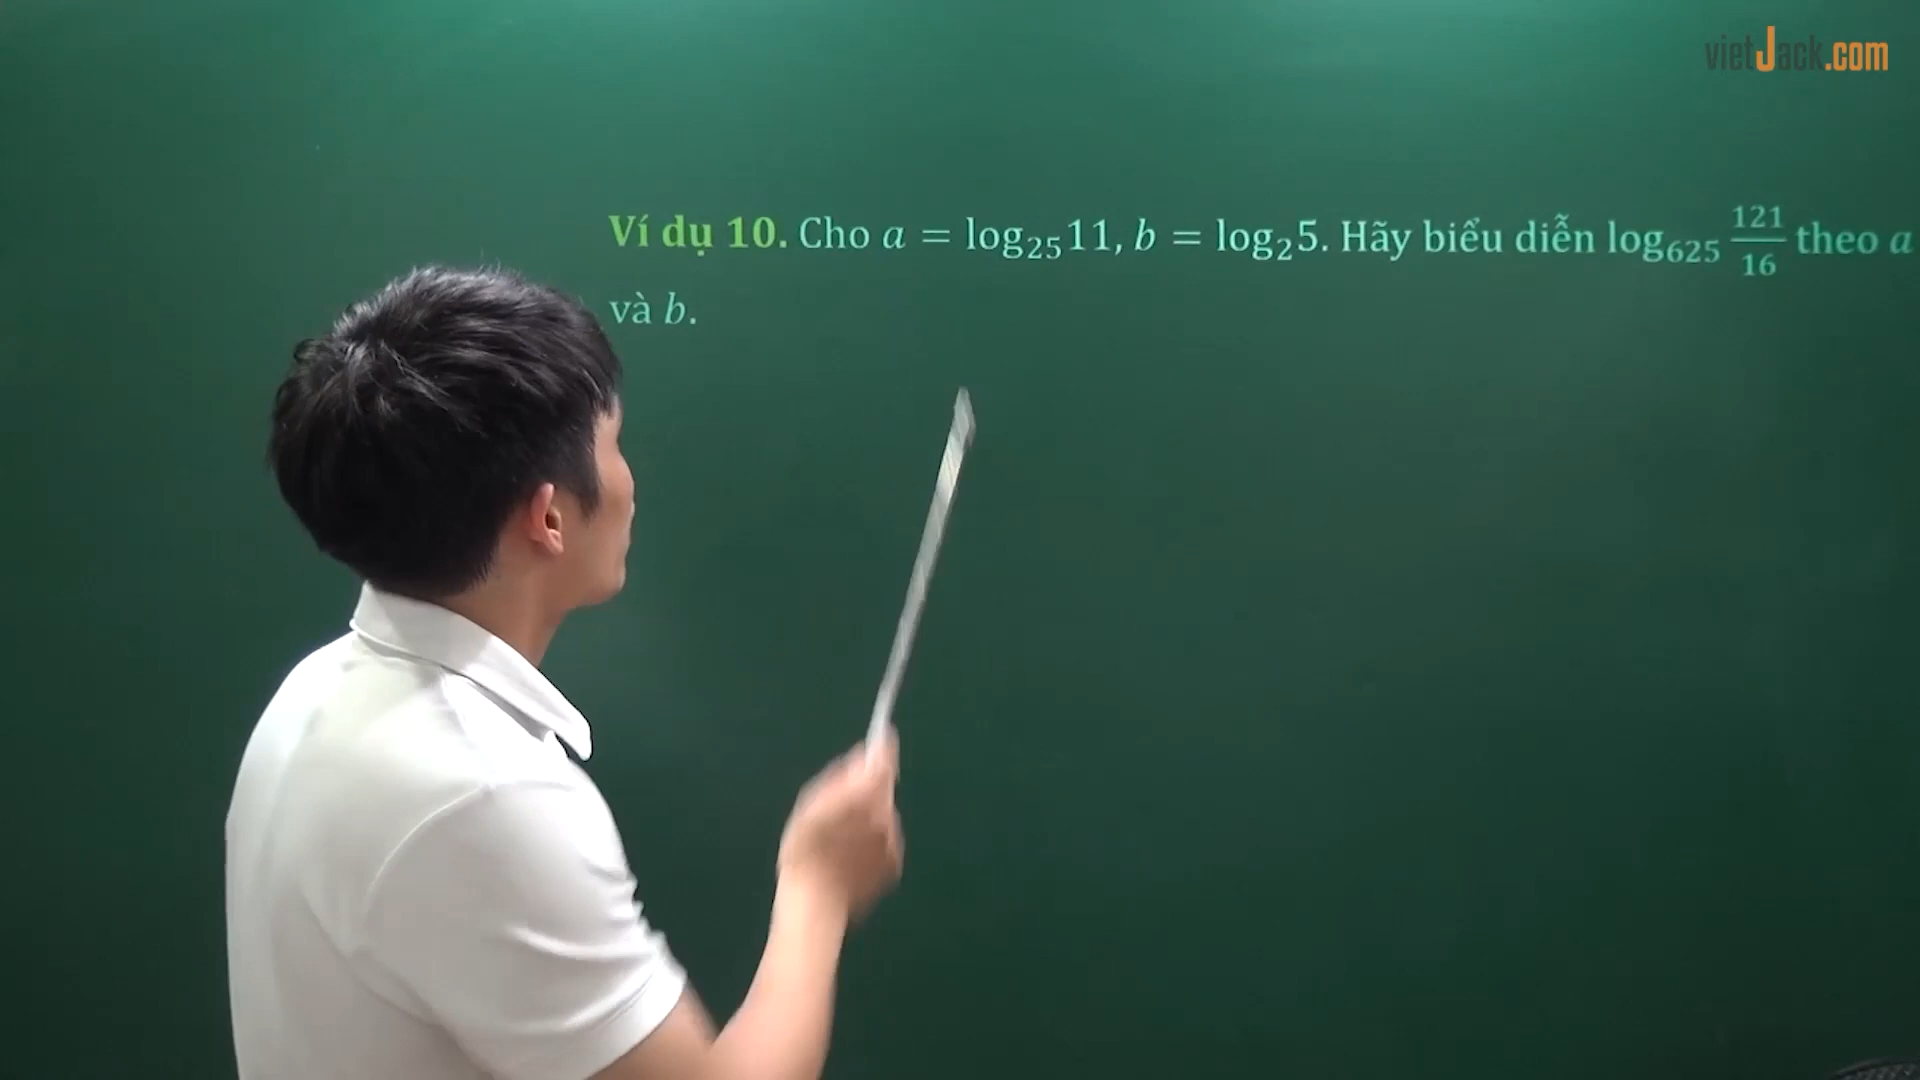 vietJack.com
Ví dụ 10. Cho a = log₂₅11, b = log₂5. Hãy biểu diễn log₆₂₅ 121/16 theo a
và b.